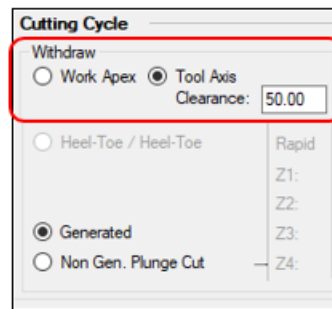 Cutting Cycle
Withdraw
Work Apex Tool Axis
Clearance: 50.00
Heel-Toe / Heel-Toe Rapid
Z1:
Z2:
Generated Z3:
Non Gen. Plunge Cut Z4: